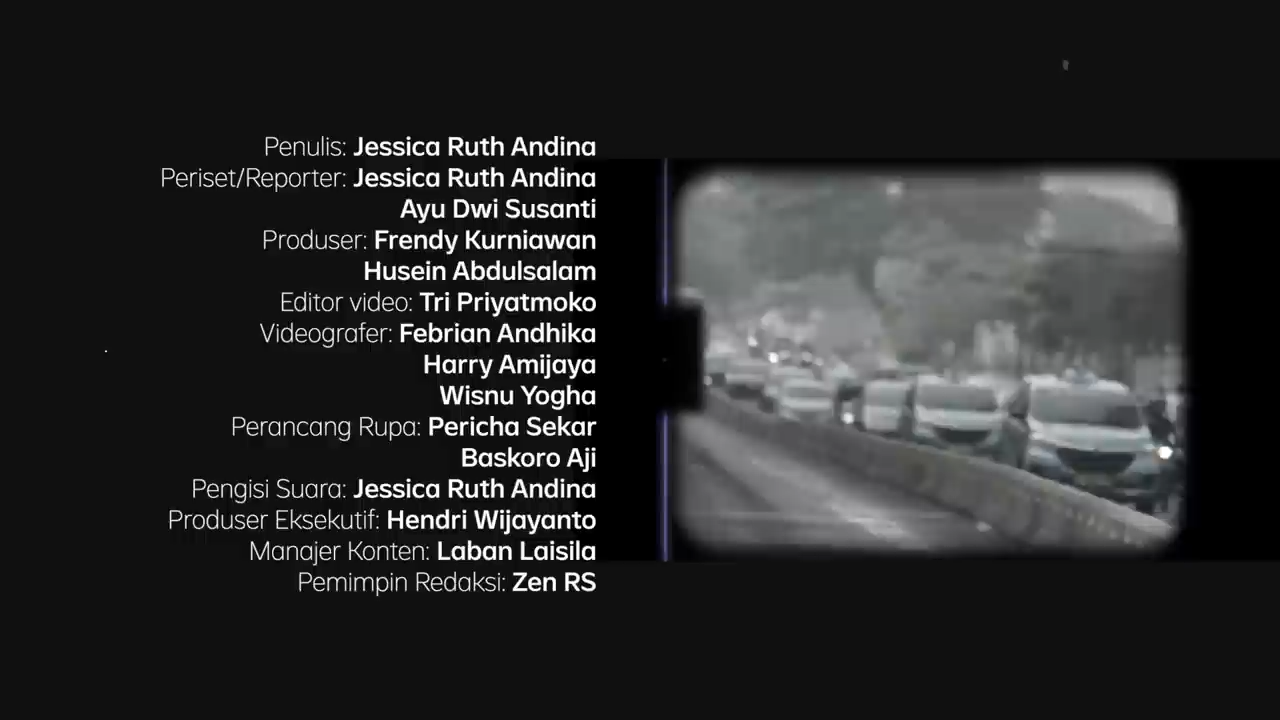 Penulis: Jessica Ruth Andina
Periset/Reporter: Jessica Ruth Andina
Ayu Dwi Susanti
Produser: Frendy Kurniawan
Husein Abdulsalam
Editor video: Tri Priyatmoko
Videografer: Febrian Andhika
Harry Amijaya
Wisnu Yogha
Perancang Rupa: Pericha Sekar
Baskoro Aji
Pengisi Suara: Jessica Ruth Andina
Produser Eksekutif: Hendri Wijayanto
Manajer Konten: Laban Laisila
Pemimpin Redaksi: Zen RS